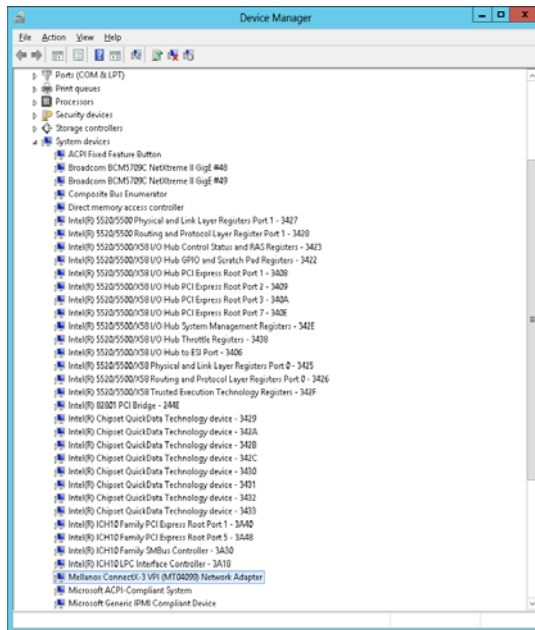 Device Manager
File Action View Help
Ports (COM & LPT)
Print queues
Processors
Security devices
Storage controllers
System devices
ACPI Fixed Feature Button
Broadcom BCM5709C NetXtreme II GigE #48
Broadcom BCM5709C NetXtreme II GigE #49
Composite Bus Enumerator
Direct memory access controller
Intel(R) 5520/5500 Physical and Link Layer Registers Port 1 - 3427
Intel(R) 5520/5500 Routing and Protocol Layer Register Port 1 - 3428
Intel(R) 5520/5500/X58 I/O Hub Control Status and RAS Registers - 3423
Intel(R) 5520/5500/X58 I/O Hub GPIO and Scratch Pad Registers - 3422
Intel(R) 5520/5500/X58 I/O Hub PCI Express Root Port 1 - 3408
Intel(R) 5520/5500/X58 I/O Hub PCI Express Root Port 2 - 3409
Intel(R) 5520/5500/X58 I/O Hub PCI Express Root Port 3 - 340A
Intel(R) 5520/5500/X58 I/O Hub PCI Express Root Port 7 - 340E
Intel(R) 5520/5500/X58 I/O Hub System Management Registers - 342E
Intel(R) 5520/5500/X58 I/O Hub Throttle Registers - 3438
Intel(R) 5520/5500/X58 I/O Hub to ESI Port - 3406
Intel(R) 5520/5500/X58 Physical and Link Layer Registers Port 0 - 3425
Intel(R) 5520/5500/X58 Routing and Protocol Layer Registers Port 0 - 3426
Intel(R) 5520/5500/X58 Trusted Execution Technology Registers - 342F
Intel(R) 82801 PCI Bridge - 244E
Intel(R) Chipset QuickData Technology device - 3429
Intel(R) Chipset QuickData Technology device - 342A
Intel(R) Chipset QuickData Technology device - 342B
Intel(R) Chipset QuickData Technology device - 342C
Intel(R) Chipset QuickData Technology device - 3430
Intel(R) Chipset QuickData Technology device - 3431
Intel(R) Chipset QuickData Technology device - 3432
Intel(R) Chipset QuickData Technology device - 3433
Intel(R) ICH10 Family PCI Express Root Port 1 - 3A40
Intel(R) ICH10 Family PCI Express Root Port 5 - 3A48
Intel(R) ICH10 Family SMBus Controller - 3A30
Intel(R) ICH10 LPC Interface Controller - 3A18
Mellanox ConnectX-3 VPI (MT04099) Network Adapter
Microsoft ACPI-Compliant System
Microsoft Generic IPMI Compliant Device